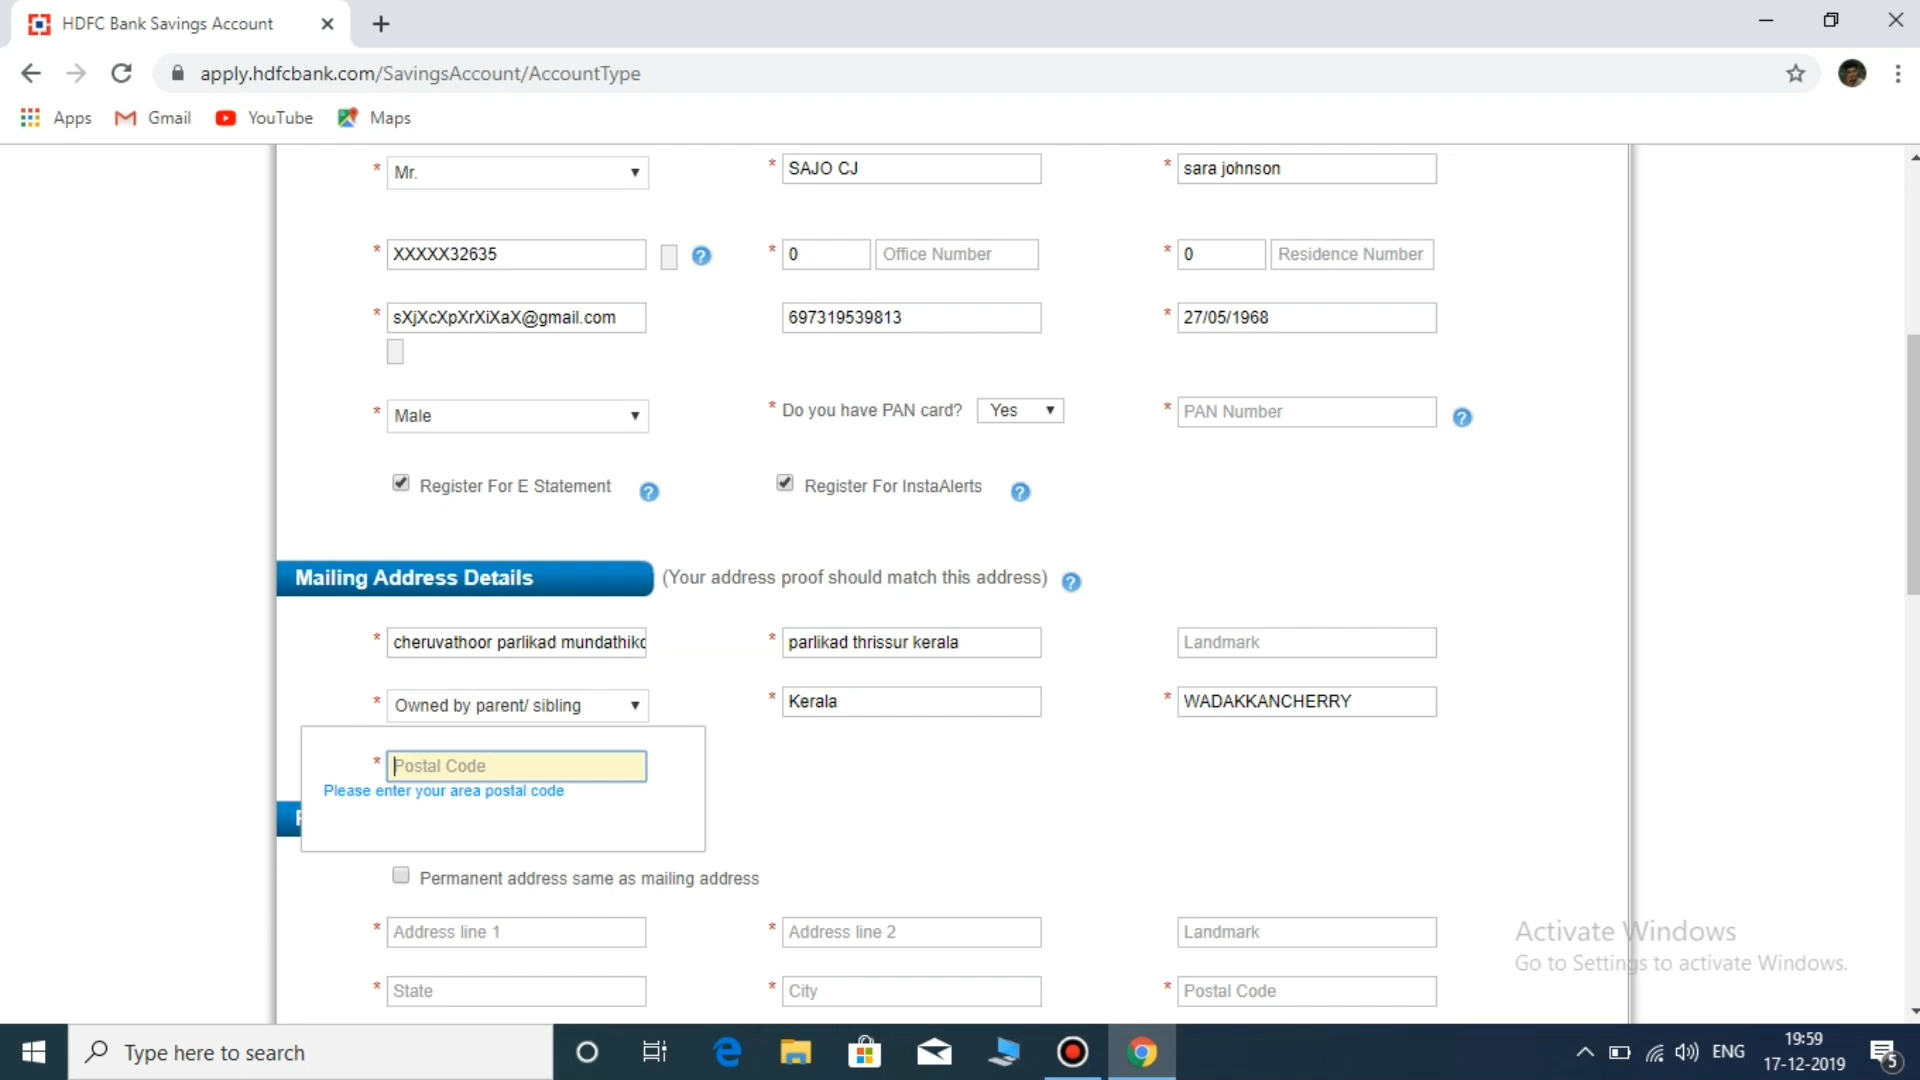 HDFC Bank Savings Account
apply.hdfcbank.com/SavingsAccount/AccountType
Apps Gmail YouTube Maps
* Mr. * SAJO CJ * sara johnson
* XXXXX32635 ? * 0 Office Number * 0 Residence Number
* sXjXcXpXrXiXaX@gmail.com 697319539813 * 27/05/1968
* Male * Do you have PAN card? Yes * PAN Number ?
Register For E Statement ? Register For InstaAlerts ?
Mailing Address Details (Your address proof should match this address) ?
* cheruvathoor parlikad * parlikad thrissur kerala Landmark
* Owned by parent/ sibling * Kerala * WADAKKANCHERRY
* Postal Code
Please enter your area postal code
Permanent address same as mailing address
* Address line 1 * Address line 2 Landmark
* State * City * Postal Code
Activate Windows
Go to Settings to activate Windows.
Type here to search
ENG
19:59
17-12-2019
5